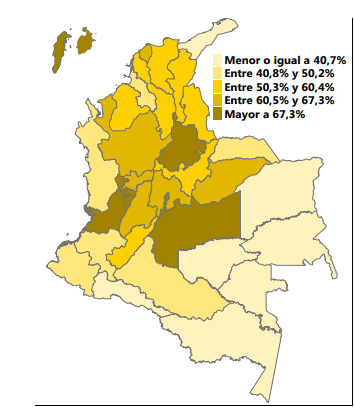 Menor o igual a 40,7%
Entre 40,8% y 50,2%
Entre 50,3% y 60,4%
Entre 60,5% y 67,3%
Mayor a 67,3%